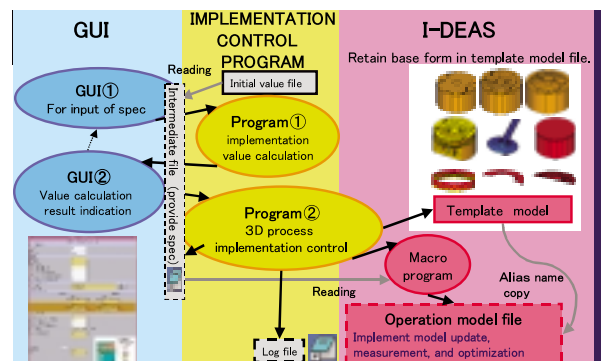 GUI
IMPLEMENTATION
CONTROL
PROGRAM
I-DEAS
Retain base form in template model file.
Reading
Initial value file
GUI①
For input of spec
Intermediate file (provide spec)
Program①
implementation
value calculation
GUI②
Value calculation
result indication
Program②
3D process
implementation control
Template model
Macro
program
Alias name
copy
Reading
Operation model file
Implement model update,
measurement, and optimization
Log file